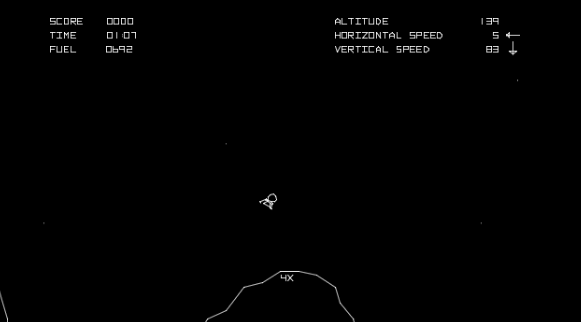 SCORE 0000
TIME 01:07
FUEL 0692
ALTITUDE 139
HORIZONTAL SPEED 5 ←
VERTICAL SPEED 83 ↓
4X